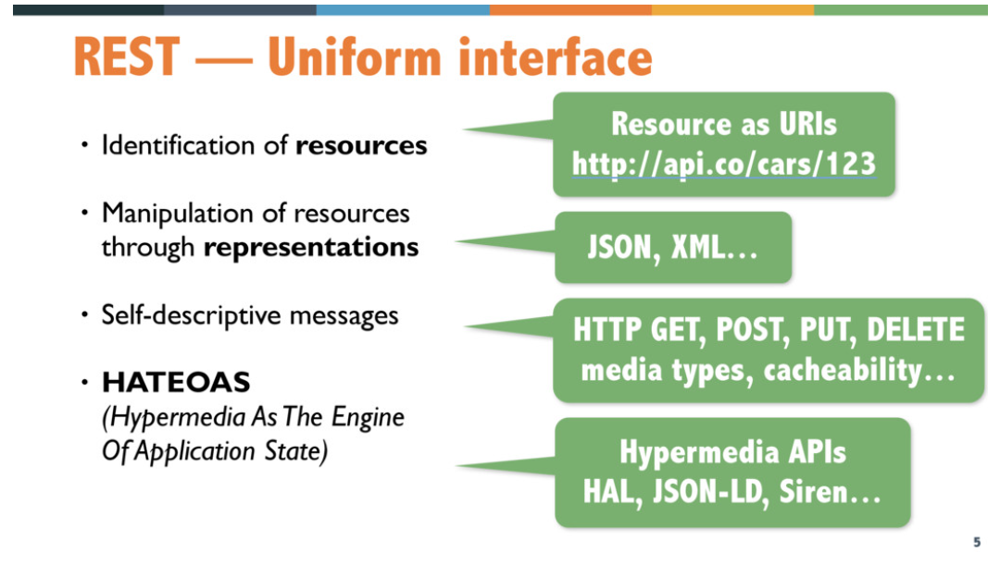 REST — Uniform interface
• Identification of resources
Resource as URIs
http://api.co/cars/123
• Manipulation of resources
through representations
JSON, XML...
• Self-descriptive messages
HTTP GET, POST, PUT, DELETE
media types, cacheability...
• HATEOAS
(Hypermedia As The Engine
Of Application State)
Hypermedia APIs
HAL, JSON-LD, Siren...
5